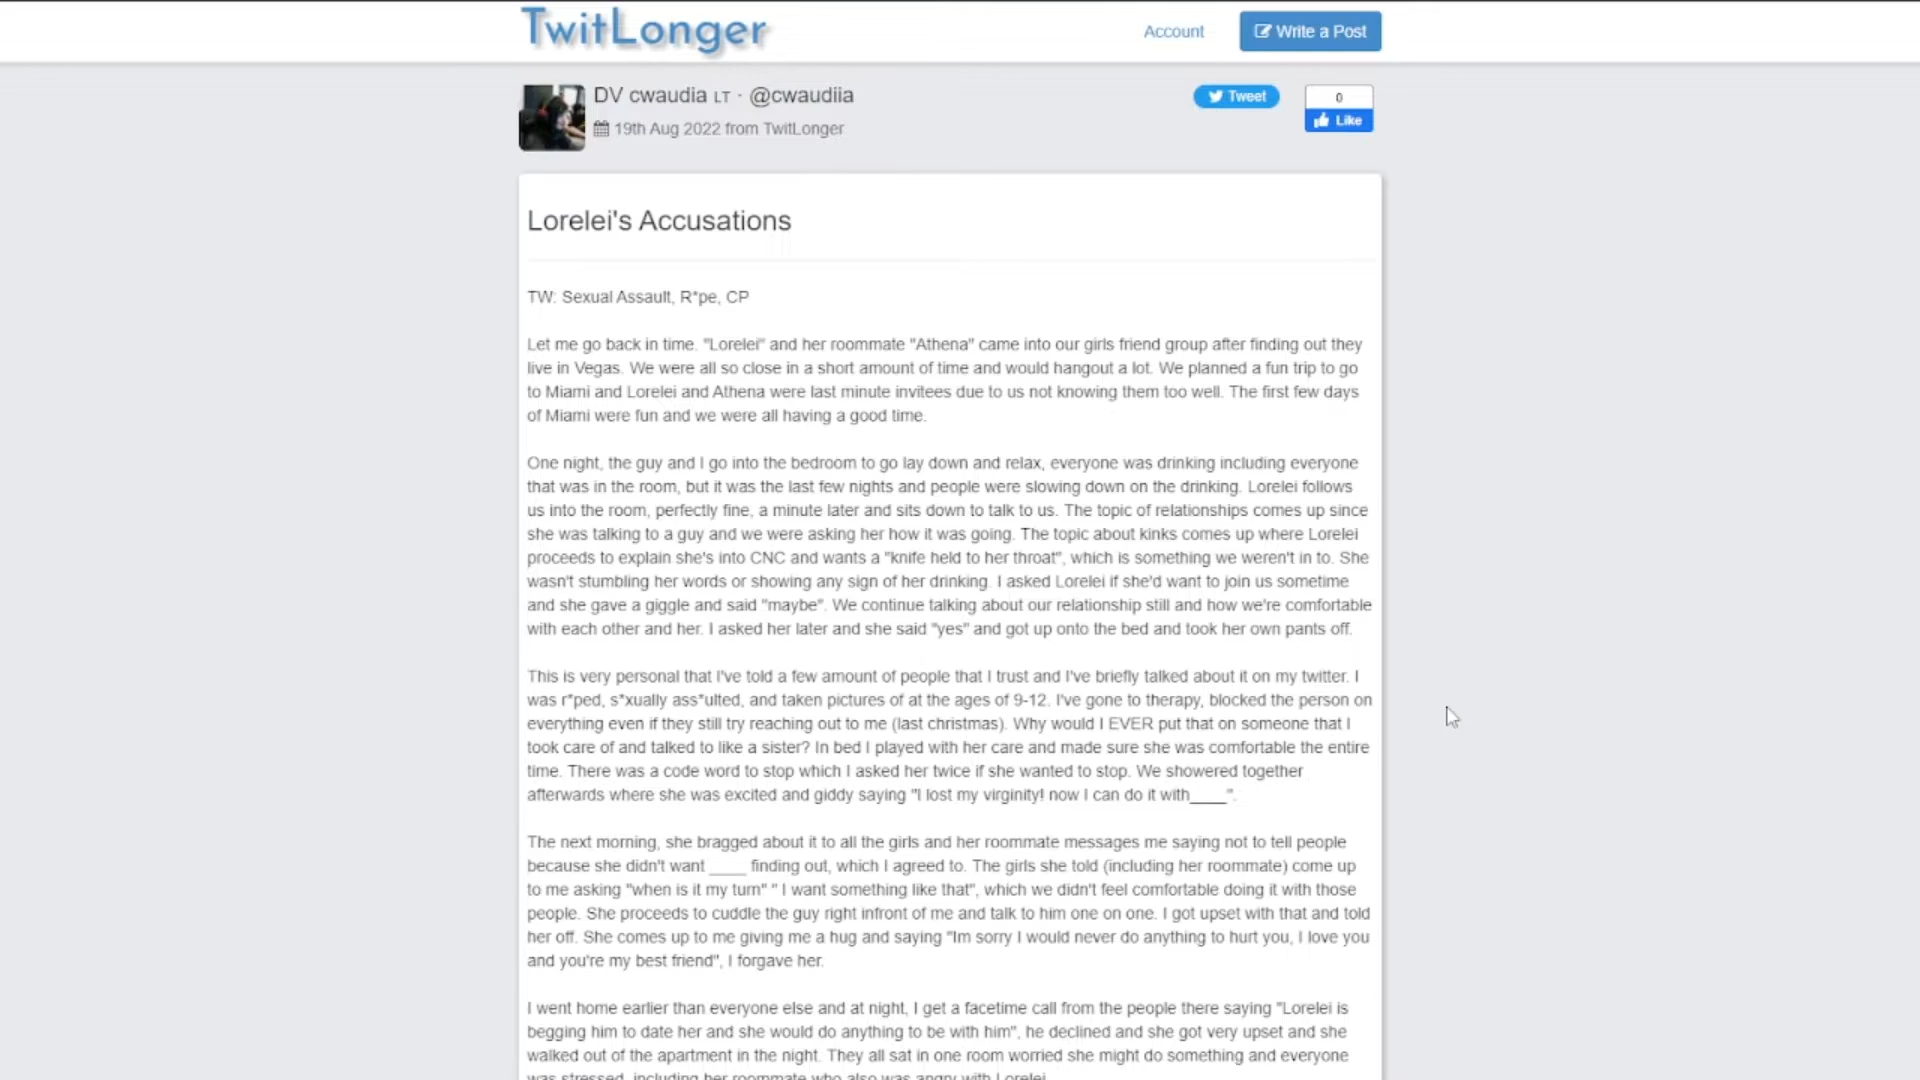 TwitLonger
Account
Write a Post
DV cwaudia LT · @cwaudiia
19th Aug 2022 from TwitLonger
Tweet
0
Like
Lorelei's Accusations
TW: Sexual Assault, R*pe, CP
Let me go back in time. "Lorelei" and her roommate "Athena" came into our girls friend group after finding out they
live in Vegas. We were all so close in a short amount of time and would hangout a lot. We planned a fun trip to go
to Miami and Lorelei and Athena were last minute invitees due to us not knowing them too well. The first few days
of Miami were fun and we were all having a good time.
One night, the guy and I go into the bedroom to go lay down and relax, everyone was drinking including everyone
that was in the room, but it was the last few nights and people were slowing down on the drinking. Lorelei follows
us into the room, perfectly fine, a minute later and sits down to talk to us. The topic of relationships comes up since
she was talking to a guy and we were asking her how it was going. The topic about kinks comes up where Lorelei
proceeds to explain she's into CNC and wants a "knife held to her throat", which is something we weren't in to. She
wasn't stumbling her words or showing any sign of her drinking. I asked Lorelei if she'd want to join us sometime
and she gave a giggle and said "maybe". We continue talking about our relationship still and how we're comfortable
with each other and her. I asked her later and she said "yes" and got up onto the bed and took her own pants off.
This is very personal that I've told a few amount of people that I trust and I've briefly talked about it on my twitter. I
was r*ped, s*xually ass*ulted, and taken pictures of at the ages of 9-12. I've gone to therapy, blocked the person on
everything even if they still try reaching out to me (last christmas). Why would I EVER put that on someone that I
took care of and talked to like a sister? In bed I played with her care and made sure she was comfortable the entire
time. There was a code word to stop which I asked her twice if she wanted to stop. We showered together
afterwards where she was excited and giddy saying "I lost my virginity! now I can do it with____".
The next morning, she bragged about it to all the girls and her roommate messages me saying not to tell people
because she didn't want ____ finding out, which I agreed to. The girls she told (including her roommate) come up
to me asking "when is it my turn" " I want something like that", which we didn't feel comfortable doing it with those
people. She proceeds to cuddle the guy right infront of me and talk to him one on one. I got upset with that and told
her off. She comes up to me giving me a hug and saying "Im sorry I would never do anything to hurt you, I love you
and you're my best friend", I forgave her.
I went home earlier than everyone else and at night, I get a facetime call from the people there saying "Lorelei is
begging him to date her and she would do anything to be with him", he declined and she got very upset and she
walked out of the apartment in the night. They all sat in one room worried she might do something and everyone
was stressed, including her roommate who also was angry with Lorelei.